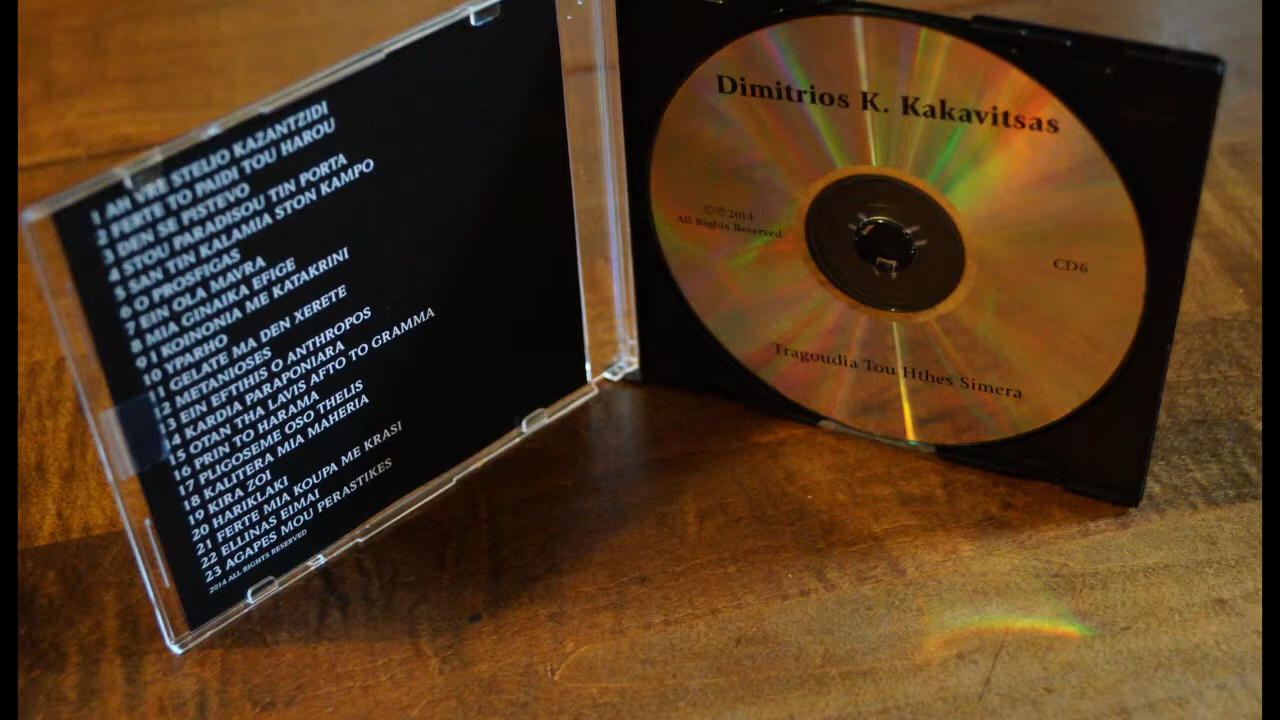 1 AH VRE STELIO KAZANTZIDI
2 FERTE TO PAIDI TOU HAROU
3 DEN SE PISTEVO
4 STOU PARADISOU TIN PORTA
5 SAN TIN KALAMIA STON KAMPO
6 O PROSFIGAS
7 EIN OLA MAVRA
8 MIA GINAIKA EFIGE
9 I KOINONIA ME KATAKRINI
10 YPARHO
11 GELATE MA DEN XERETE
12 METANIOSES
13 EIN EFTIHIS O ANTHROPOS
14 KARDIA PARAPONIARA
15 OTAN THA LAVIS AFTO TO GRAMMA
16 PRIN TO HARAMA
17 PLIGOSEME OSO THELIS
18 KALITERA MIA MAHERIA
19 KIRA ZOI
20 HARIKLAKI
21 FERTE MIA KOUPA ME KRASI
22 ELLINAS EIMAI
23 AGAPES MOU PERASTIKES
2014 ALL RIGHTS RESERVED
Dimitrios K. Kakavitsas
©℗ 2014
All Rights Reserved
CD6
Tragoudia Tou Hthes Simera